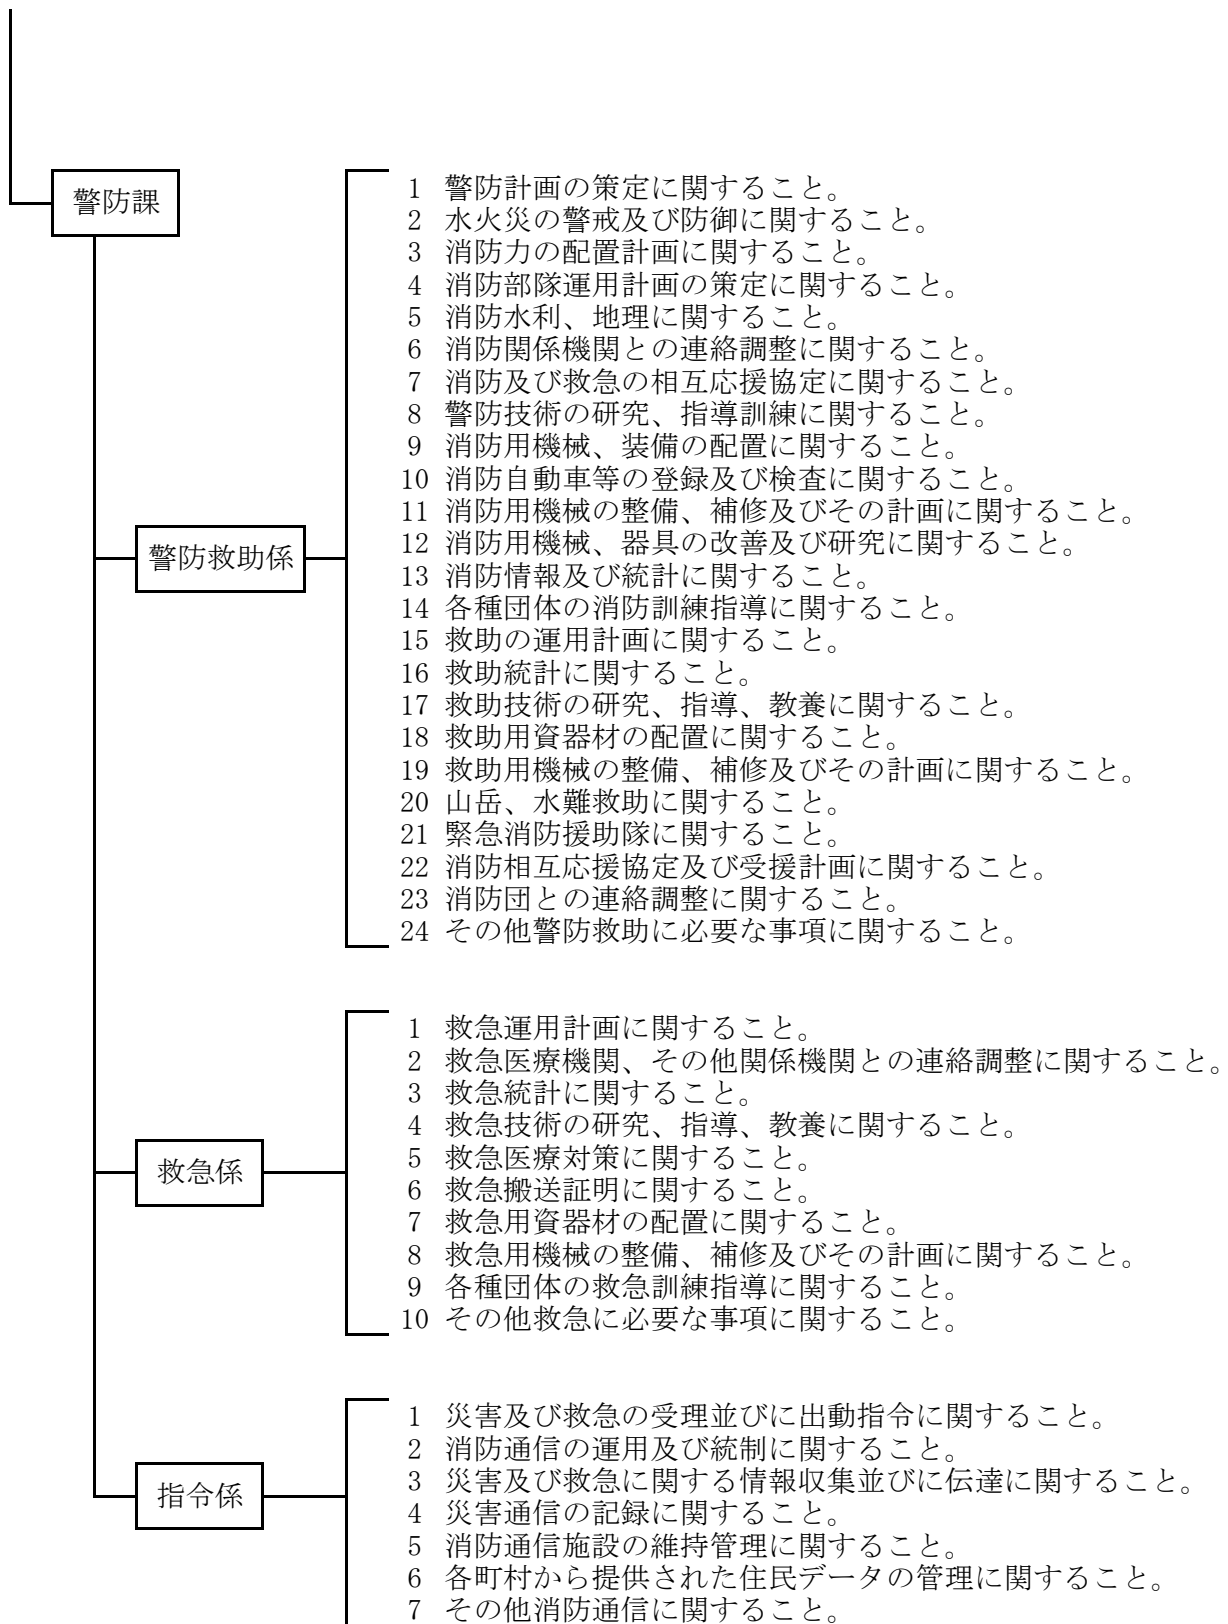 警防課
警防救助係
1 警防計画の策定に関すること。
2 水火災の警戒及び防御に関すること。
3 消防力の配置計画に関すること。
4 消防部隊運用計画の策定に関すること。
5 消防水利、地理に関すること。
6 消防関係機関との連絡調整に関すること。
7 消防及び救急の相互応援協定に関すること。
8 警防技術の研究、指導訓練に関すること。
9 消防用機械、装備の配置に関すること。
10 消防自動車等の登録及び検査に関すること。
11 消防用機械の整備、補修及びその計画に関すること。
12 消防用機械、器具の改善及び研究に関すること。
13 消防情報及び統計に関すること。
14 各種団体の消防訓練指導に関すること。
15 救助の運用計画に関すること。
16 救助統計に関すること。
17 救助技術の研究、指導、教養に関すること。
18 救助用資器材の配置に関すること。
19 救助用機械の整備、補修及びその計画に関すること。
20 山岳、水難救助に関すること。
21 緊急消防援助隊に関すること。
22 消防相互応援協定及び受援計画に関すること。
23 消防団との連絡調整に関すること。
24 その他警防救助に必要な事項に関すること。
救急係
1 救急運用計画に関すること。
2 救急医療機関、その他関係機関との連絡調整に関すること。
3 救急統計に関すること。
4 救急技術の研究、指導、教養に関すること。
5 救急医療対策に関すること。
6 救急搬送証明に関すること。
7 救急用資器材の配置に関すること。
8 救急用機械の整備、補修及びその計画に関すること。
9 各種団体の救急訓練指導に関すること。
10 その他救急に必要な事項に関すること。
指令係
1 災害及び救急の受理並びに出動指令に関すること。
2 消防通信の運用及び統制に関すること。
3 災害及び救急に関する情報収集並びに伝達に関すること。
4 災害通信の記録に関すること。
5 消防通信施設の維持管理に関すること。
6 各町村から提供された住民データの管理に関すること。
7 その他消防通信に関すること。